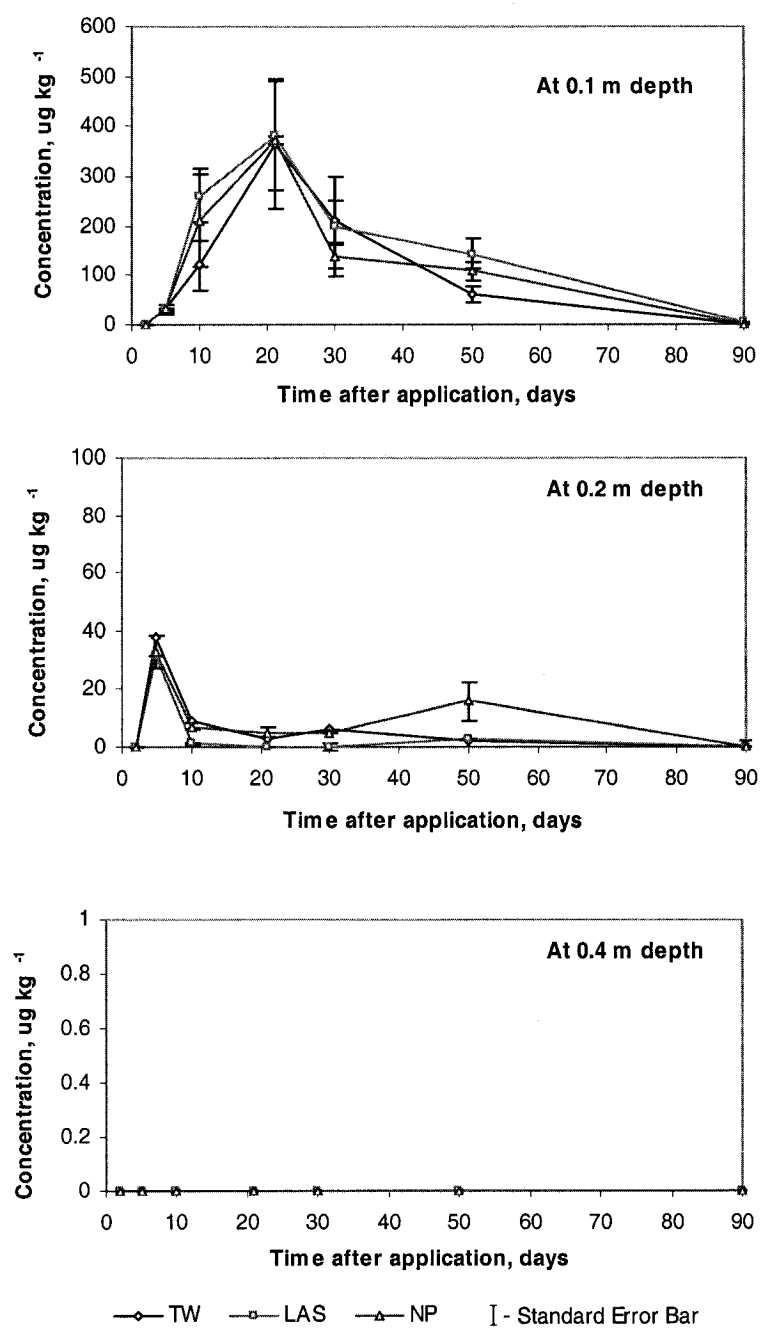 600
500
400
300
200
100
0
Concentration, ug kg ⁻¹
At 0.1 m depth
0 10 20 30 40 50 60 70 80 90
Time after application, days
100
80
60
40
20
0
Concentration, ug kg ⁻¹
At 0.2 m depth
0 10 20 30 40 50 60 70 80 90
Time after application, days
1
0.8
0.6
0.4
0.2
0
Concentration, ug kg ⁻¹
At 0.4 m depth
0 10 20 30 40 50 60 70 80 90
Time after application, days
TW LAS NP I - Standard Error Bar